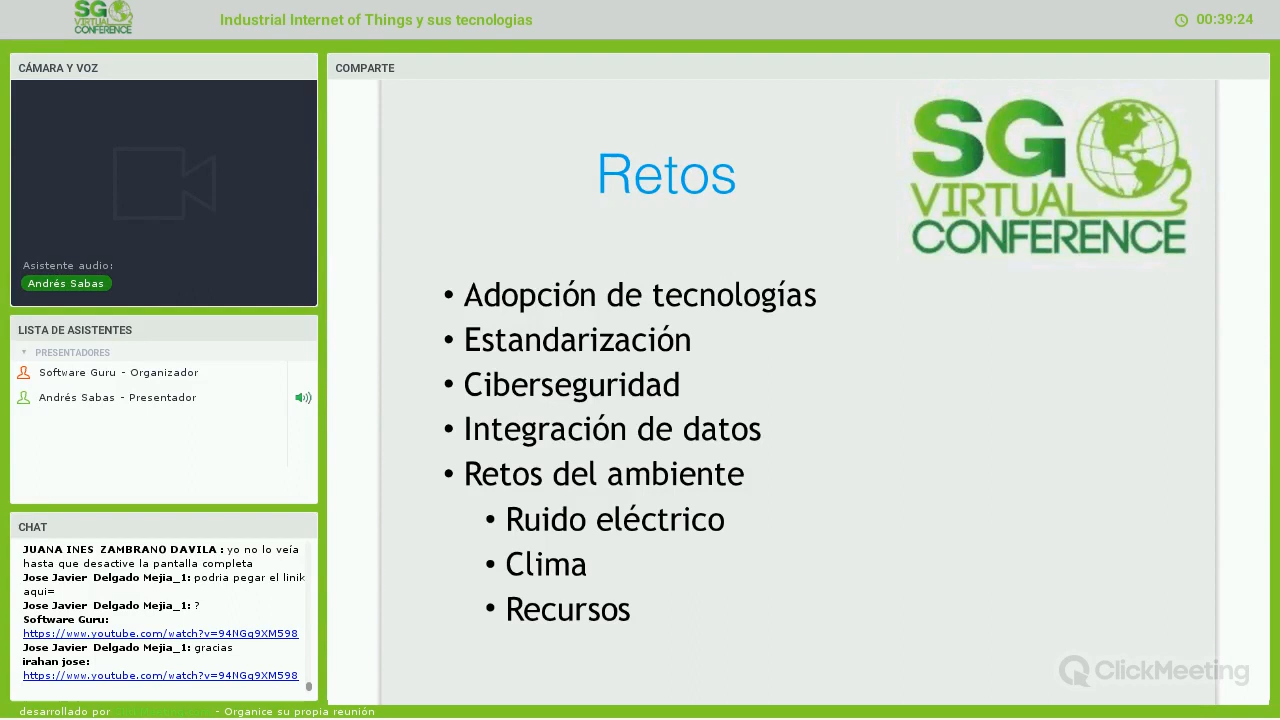 SG
VIRTUAL
CONFERENCE
Industrial Internet of Things y sus tecnologias
00:39:24
CÁMARA Y VOZ
Asistente audio:
Andrés Sabas
LISTA DE ASISTENTES
PRESENTADORES
Software Guru - Organizador
Andrés Sabas - Presentador
CHAT
JUANA INES ZAMBRANO DAVILA : yo no lo veía
hasta que desactive la pantalla completa
Jose Javier Delgado Mejia_1: podria pegar el linik
aqui=
Jose Javier Delgado Mejia_1: ?
Software Guru:
https://www.youtube.com/watch?v=94NGq9XM598
Jose Javier Delgado Mejia_1: gracias
irahan jose:
https://www.youtube.com/watch?v=94NGq9XM598
desarrollado por - Organice su propia reunión
COMPARTE
Retos
SG
VIRTUAL
CONFERENCE
• Adopción de tecnologías
• Estandarización
• Ciberseguridad
• Integración de datos
• Retos del ambiente
• Ruido eléctrico
• Clima
• Recursos
ClickMeeting